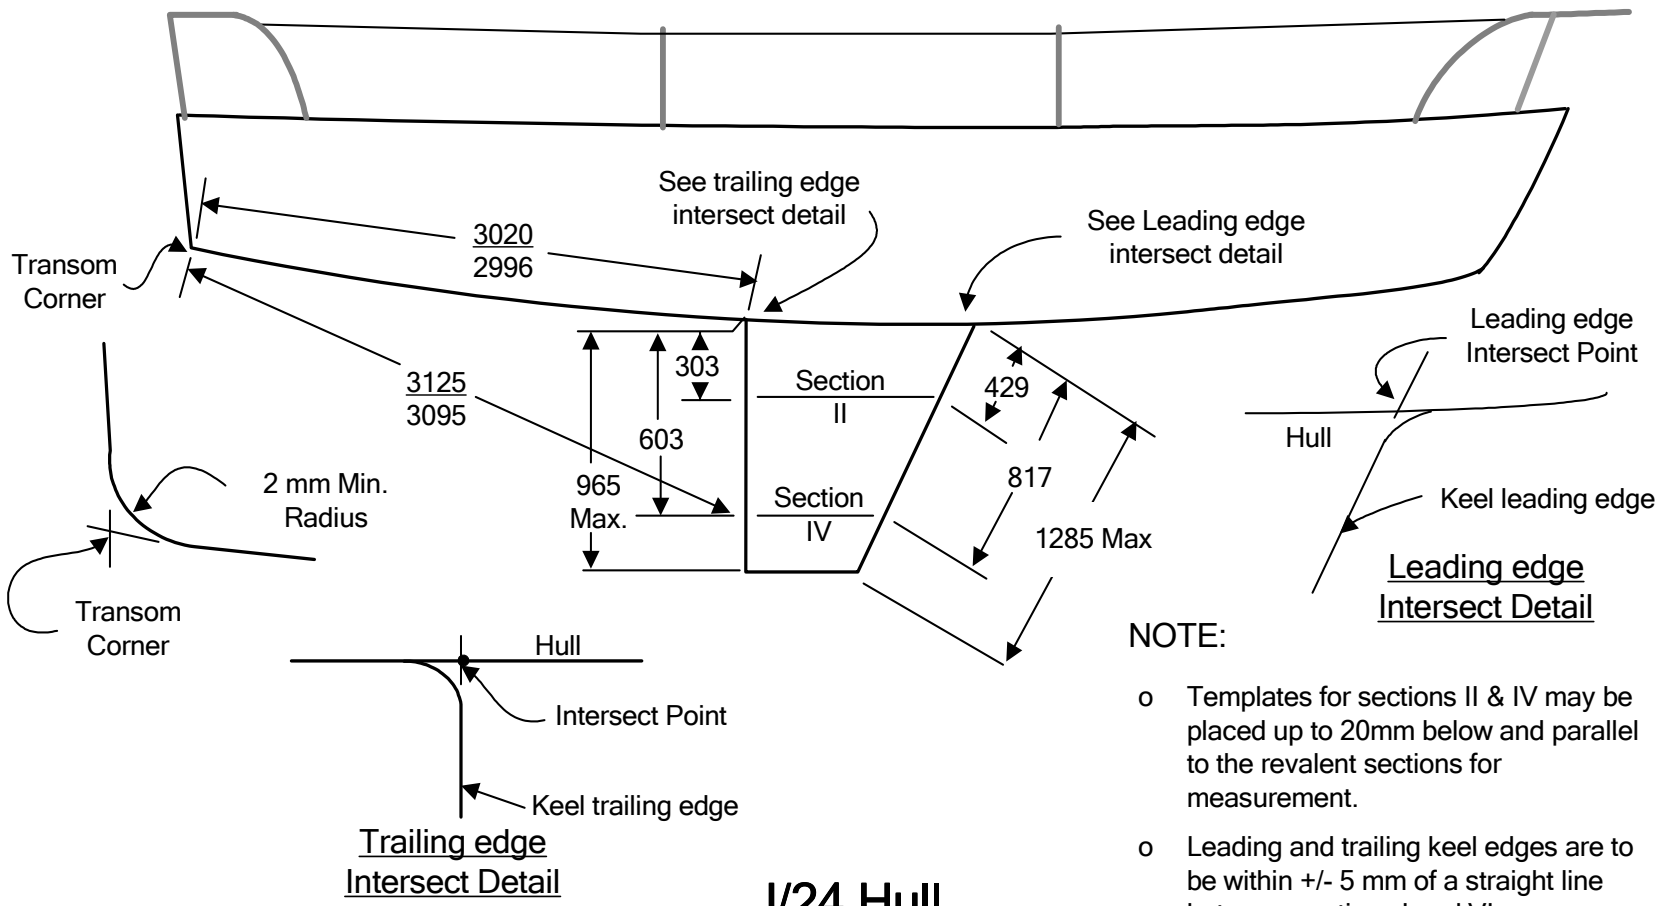 See trailing edge
intersect detail
See Leading edge
intersect detail
3020
2996
Transom
Corner
Leading edge
Intersect Point
303
429
Section
II
3125
3095
603
Hull
817
965
Max.
2 mm Min.
Radius
Section
IV
Keel leading edge
1285 Max
Leading edge
Intersect Detail
Transom
Corner
NOTE:
Hull
Intersect Point
o Templates for sections II & IV may be
placed up to 20mm below and parallel
to the revalent sections for
measurement.
Keel trailing edge
Trailing edge
Intersect Detail
o Leading and trailing keel edges are to
be within +/- 5 mm of a straight line
J/24 Hull